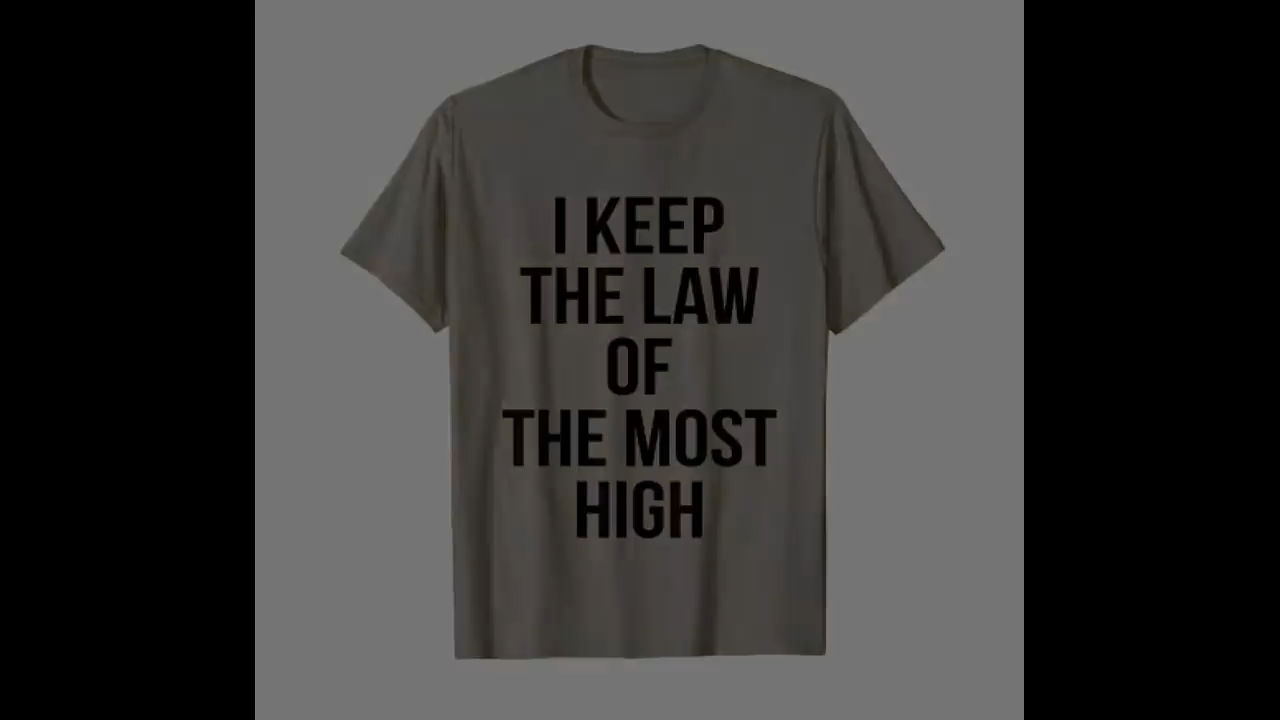 I KEEP
THE LAW
OF
THE MOST
HIGH